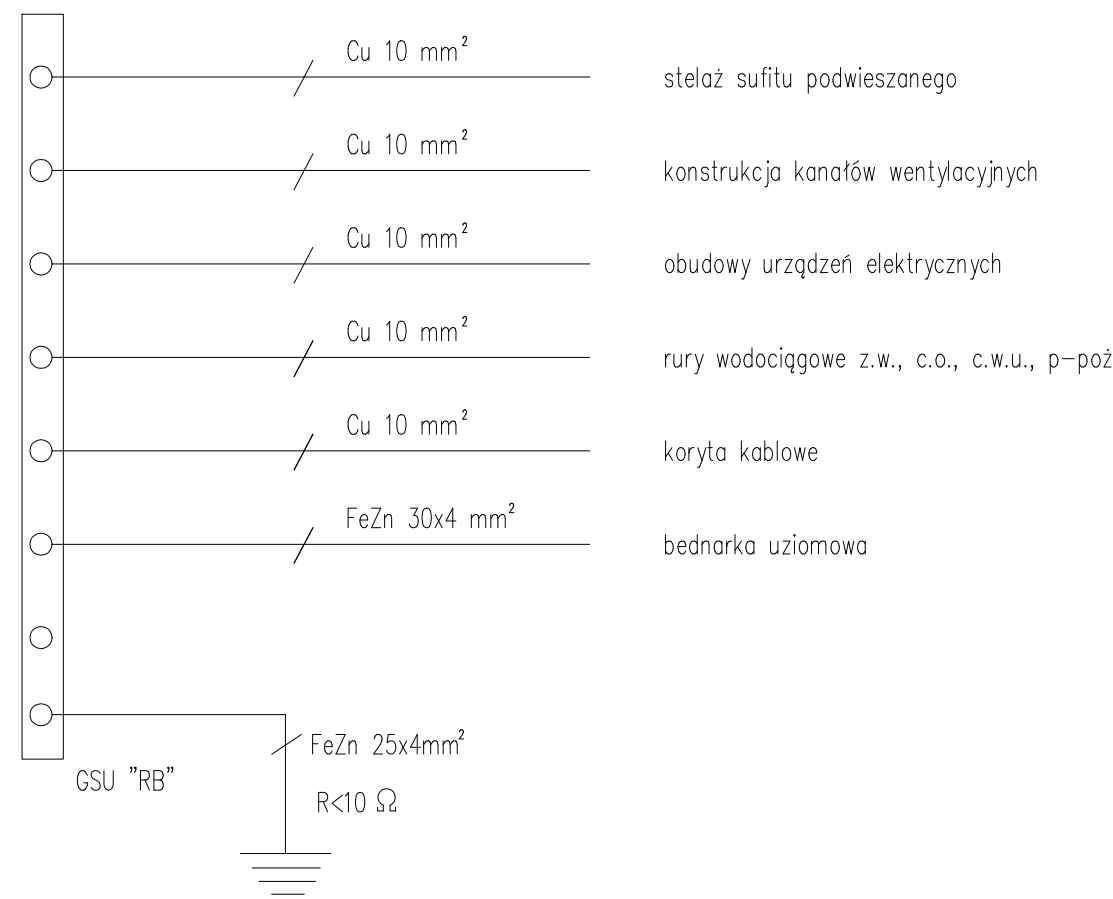 Cu 10 mm²
stelaż sufitu podwieszanego
Cu 10 mm²
konstrukcja kanałów wentylacyjnych
Cu 10 mm²
obudowy urządzeń elektrycznych
Cu 10 mm²
rury wodociągowe z.w., c.o., c.w.u., p-poż
Cu 10 mm²
koryta kablowe
FeZn 30x4 mm²
bednarka uziomowa
FeZn 25x4mm²
GSU "RB"
R<10 Ω